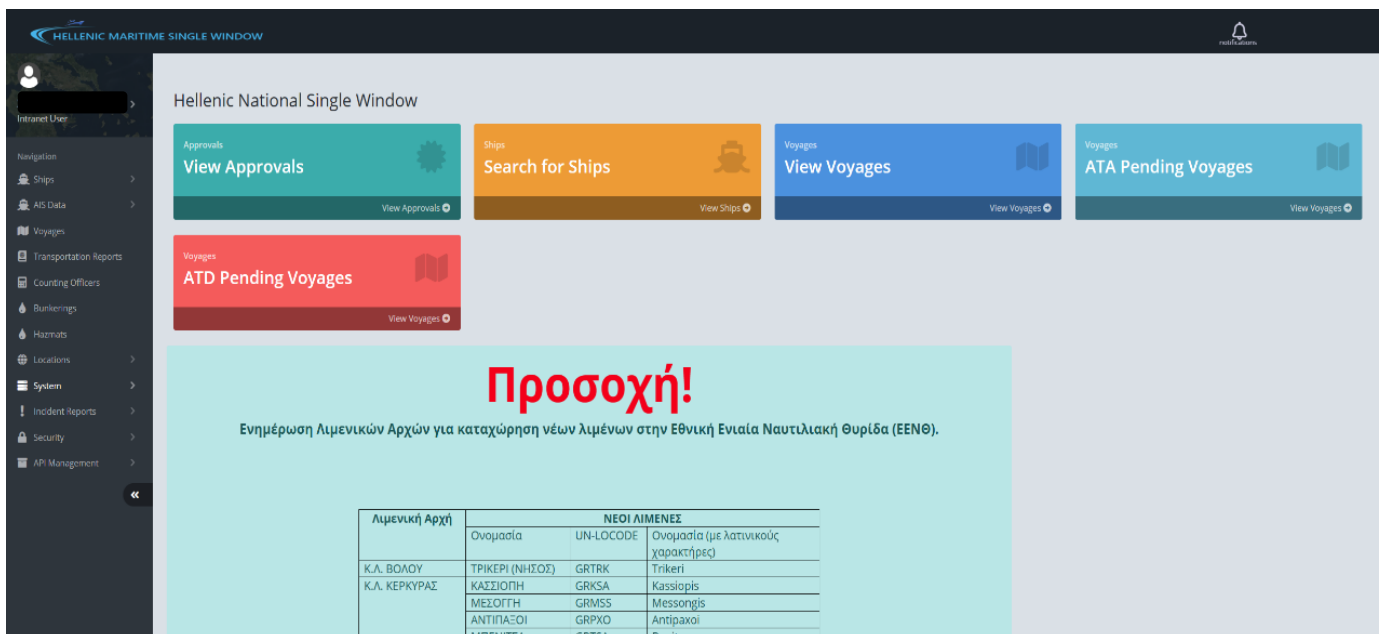 HELLENIC MARITIME SINGLE WINDOW
notifications
Intranet User
Navigation
Ships
AIS Data
Voyages
Transportation Reports
Counting Officers
Bunkerings
Hazmats
Locations
System
Incident Reports
Security
API Management
Hellenic National Single Window
Approvals
View Approvals
View Approvals
Ships
Search for Ships
View Ships
Voyages
View Voyages
View Voyages
Voyages
ATA Pending Voyages
View Voyages
Voyages
ATD Pending Voyages
View Voyages
Προσοχή!
Ενημέρωση Λιμενικών Αρχών για καταχώρηση νέων λιμένων στην Εθνική Ενιαία Ναυτιλιακή Θυρίδα (ΕΕΝΘ).
Λιμενική Αρχή ΝΕΟΙ ΛΙΜΕΝΕΣ
Ονομασία UN-LOCODE Ονομασία (με λατινικούς
χαρακτήρες)
Κ.Λ. ΒΟΛΟΥ ΤΡΙΚΕΡΙ (ΝΗΣΟΣ) GRTRK Trikeri
Κ.Λ. ΚΕΡΚΥΡΑΣ ΚΑΣΣΙΟΠΗ GRKSA Kassiopis
ΜΕΣΟΓΓΗ GRMSS Messongis
ΑΝΤΙΠΑΞΟΙ GRPXO Antipaxoi